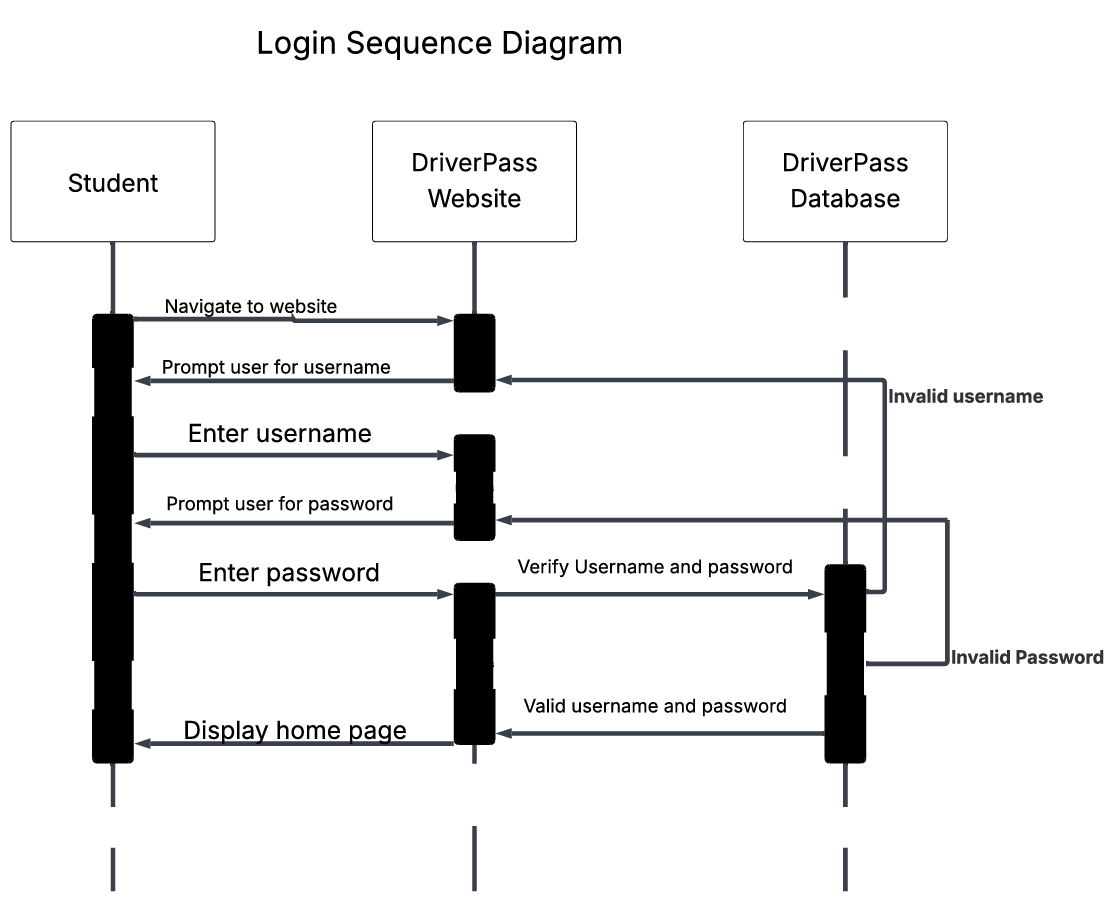 Login Sequence Diagram
Student
DriverPass
Website
DriverPass
Database
Navigate to website
Prompt user for username
Invalid username
Enter username
Prompt user for password
Verify Username and password
Enter password
Invalid Password
Valid username and password
Display home page